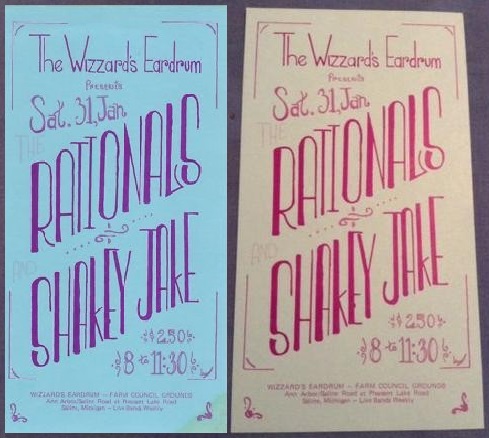 The Wizzard's Eardrum
Presents
Sat. 31, Jan
THE
RATIONALS
AND
SHAKEY JAKE
$2.50
8 to 11:30
WIZZARD'S EARDRUM — FARM COUNCIL GROUNDS
Ann Arbor/Saline Road at Pleasant Lake Road
Saline, Michigan — Live Bands Weekly
The Wizzard's Eardrum
Presents
Sat. 31, Jan
THE
RATIONALS
AND
SHAKEY JAKE
$2.50
8 to 11:30
WIZZARD'S EARDRUM — FARM COUNCIL GROUNDS
Ann Arbor/Saline Road at Pleasant Lake Road
Saline, Michigan — Live Bands Weekly